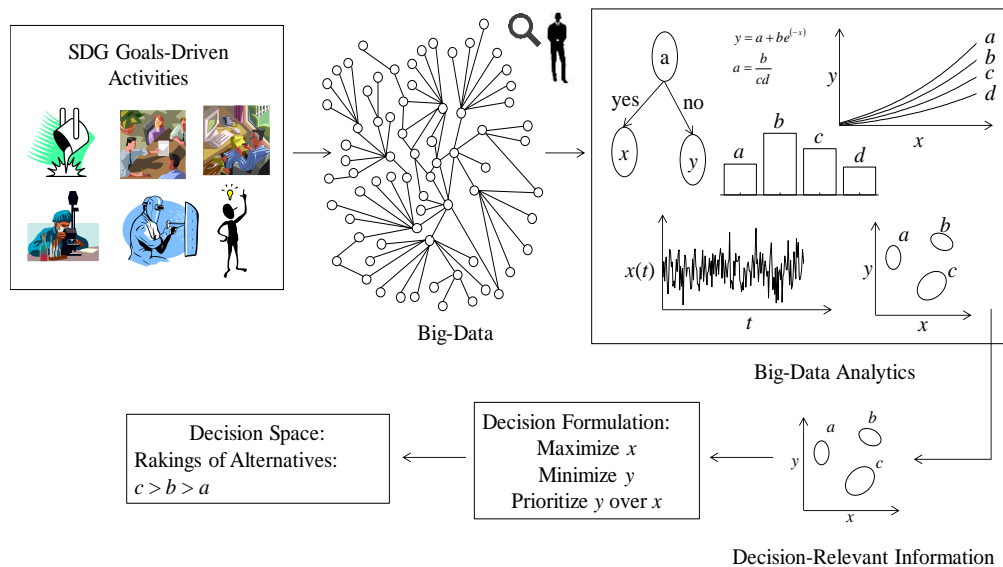 SDG Goals-Driven
Activities
Big-Data
a
yes
no
x
y
y = a + be^(-x)
a = b/cd
y
a
b
c
d
x
a
b
c
d
x(t)
t
y
a
b
c
x
Big-Data Analytics
y
a
b
c
x
Decision-Relevant Information
Decision Formulation:
Maximize x
Minimize y
Prioritize y over x
Decision Space:
Rakings of Alternatives:
c > b > a